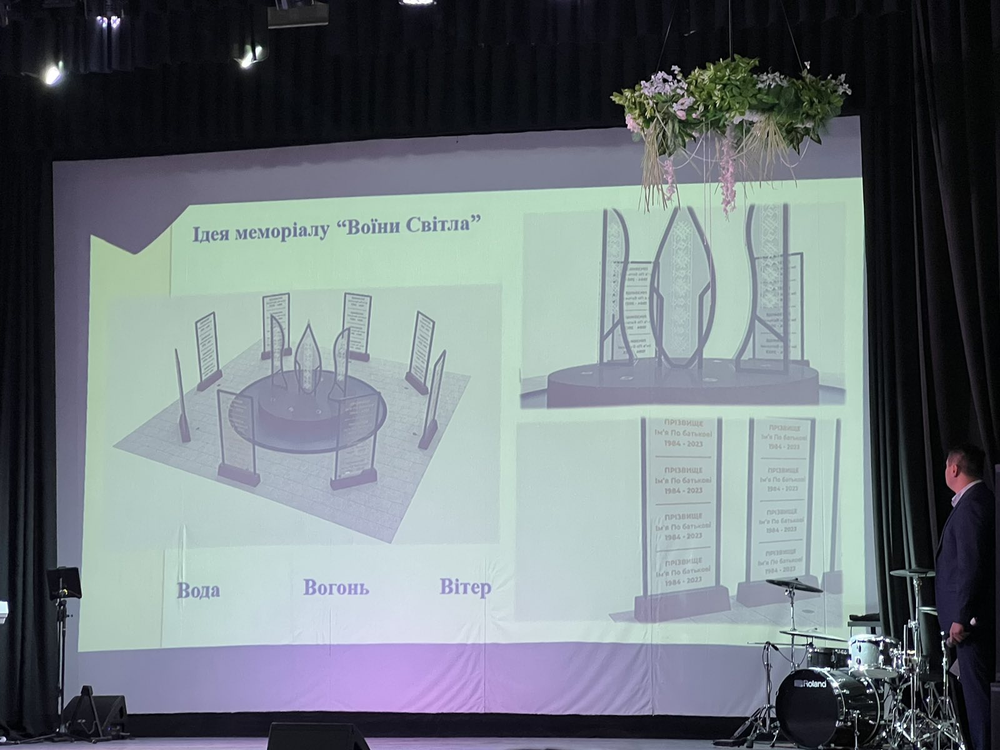 Ідея меморіалу “Воїни Світла”
ПРІЗВИЩЕ
Ім'я По батькові
1984 - 2023
ПРІЗВИЩЕ
Ім'я По батькові
1984 - 2023
ПРІЗВИЩЕ
Ім'я По батькові
1984 - 2023
ПРІЗВИЩЕ
Ім'я По батькові
1984 - 2023
ПРІЗВИЩЕ
Ім'я По батькові
1984 - 2023
ПРІЗВИЩЕ
Ім'я По батькові
1984 - 2023
ПРІЗВИЩЕ
Ім'я По батькові
1984 - 2023
ПРІЗВИЩЕ
Ім'я По батькові
1984 - 2023
Вода Вогонь Вітер
Roland